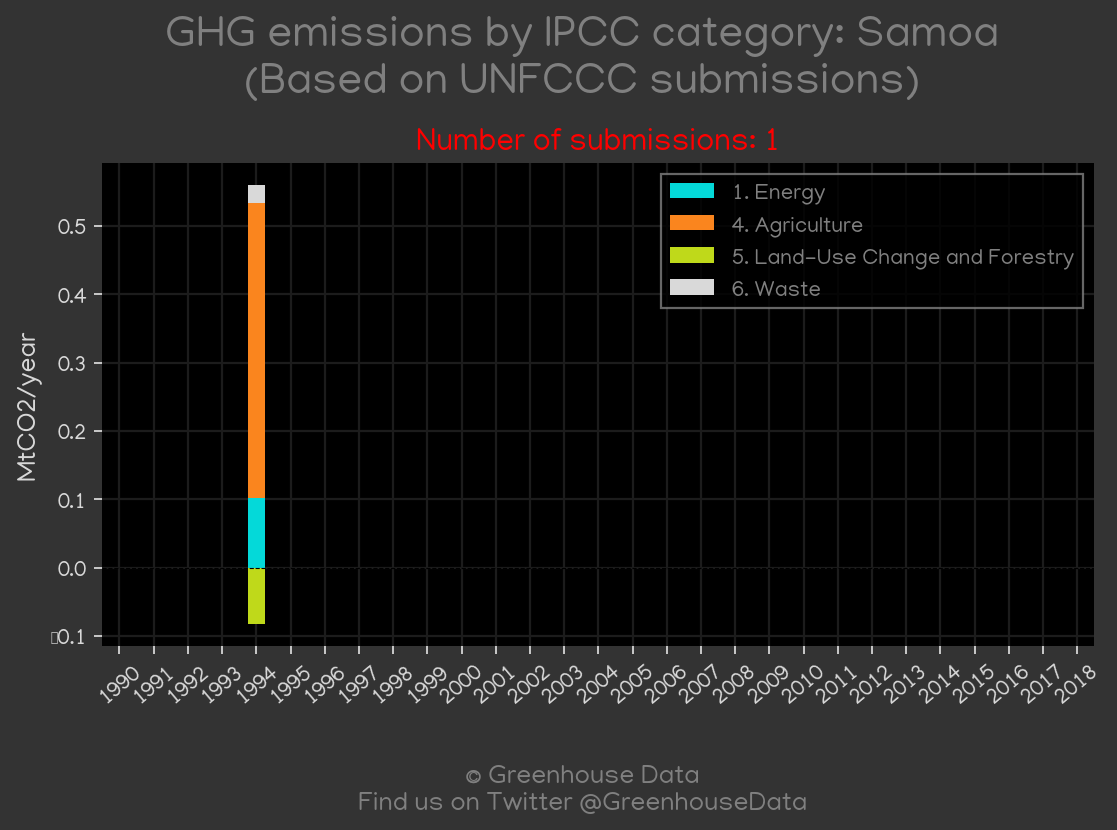 GHG emissions by IPCC category: Samoa
(Based on UNFCCC submissions)
Number of submissions: 1
1. Energy
4. Agriculture
5. Land-Use Change and Forestry
6. Waste
MtCO2/year
0.5
0.4
0.3
0.2
0.1
0.0
▯0.1
1990 1991 1992 1993 1994 1995 1996 1997 1998 1999 2000 2001 2002 2003 2004 2005 2006 2007 2008 2009 2010 2011 2012 2013 2014 2015 2016 2017 2018
© Greenhouse Data
Find us on Twitter @GreenhouseData